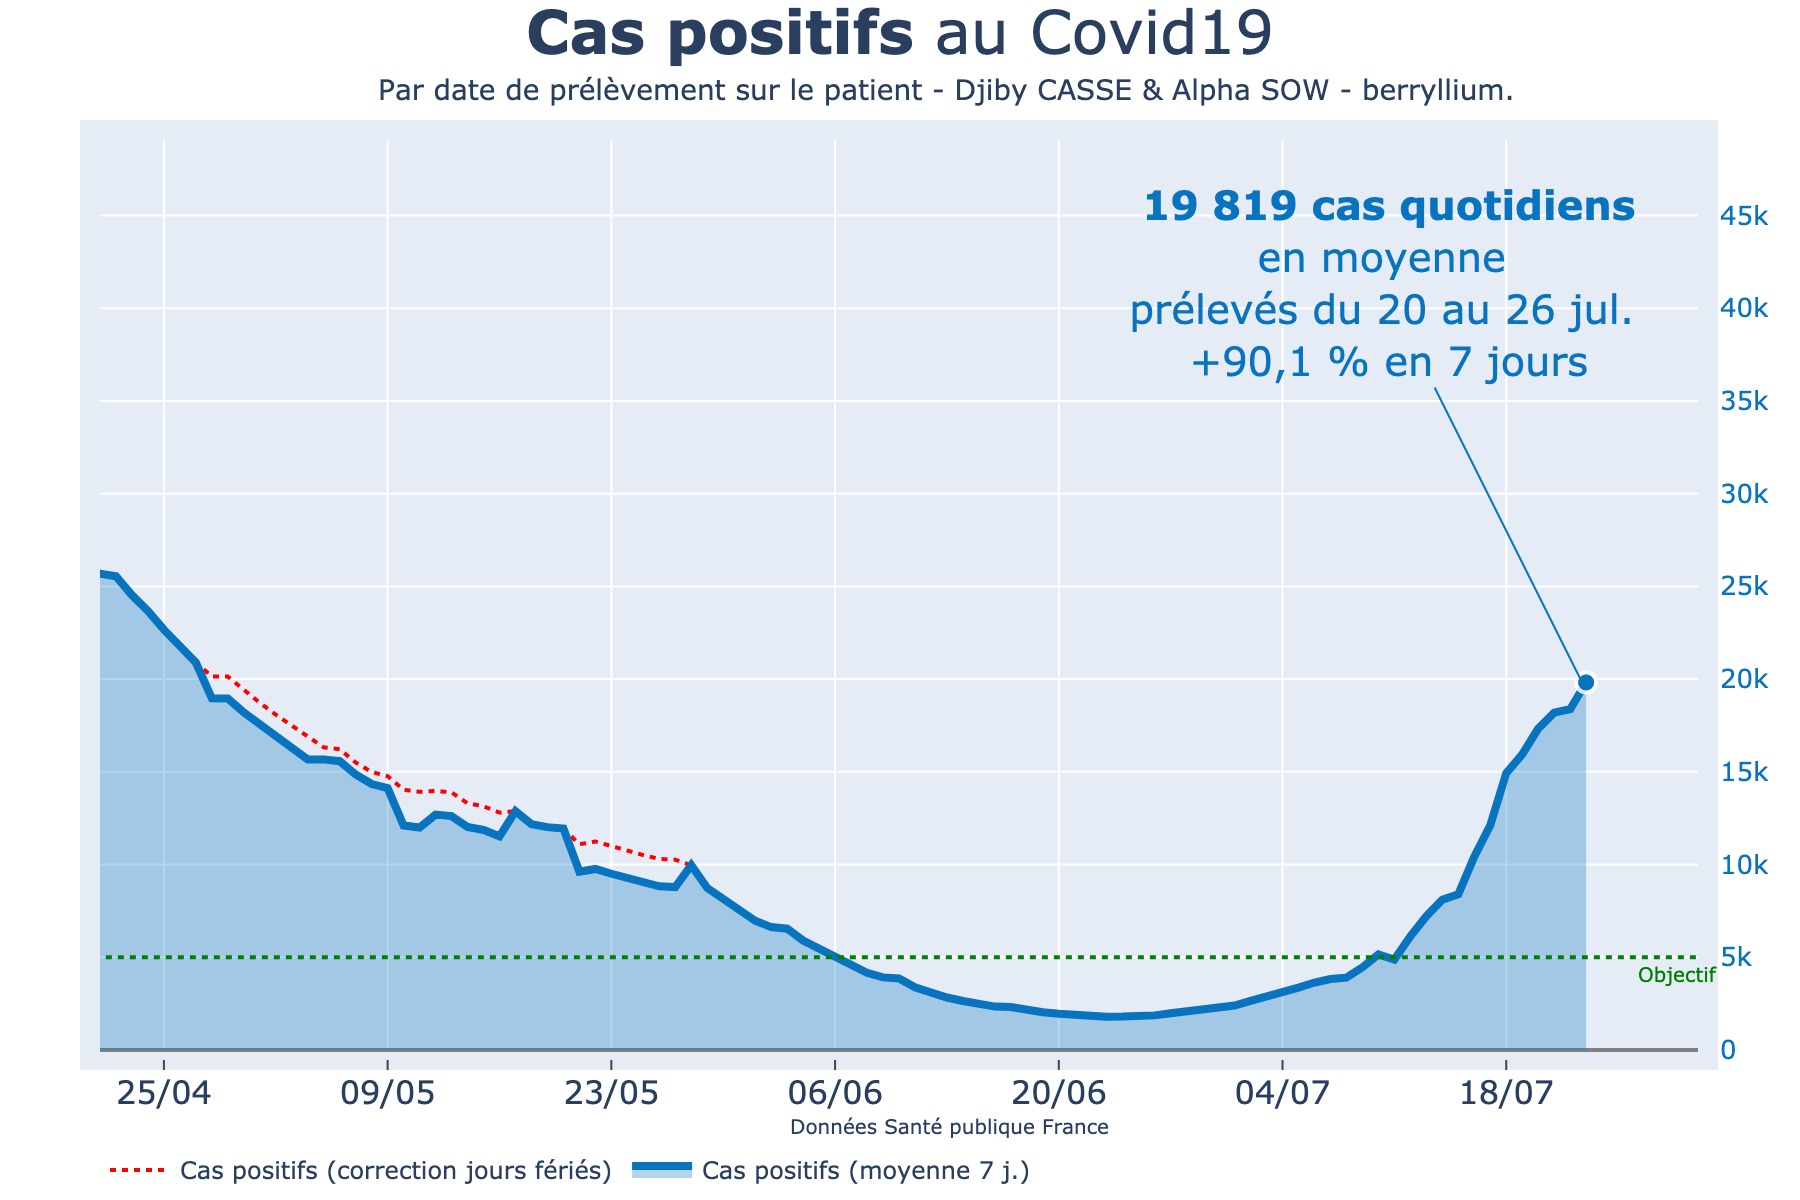 Cas positifs au Covid19
Par date de prélèvement sur le patient - Djiby CASSE & Alpha SOW - berryllium.
19 819 cas quotidiens
en moyenne
prélevés du 20 au 26 jul.
+90,1 % en 7 jours
45k
40k
35k
30k
25k
20k
15k
10k
5k
Objectif
0
25/04 09/05 23/05 06/06 20/06 04/07 18/07
Données Santé publique France
Cas positifs (correction jours fériés) Cas positifs (moyenne 7 j.)